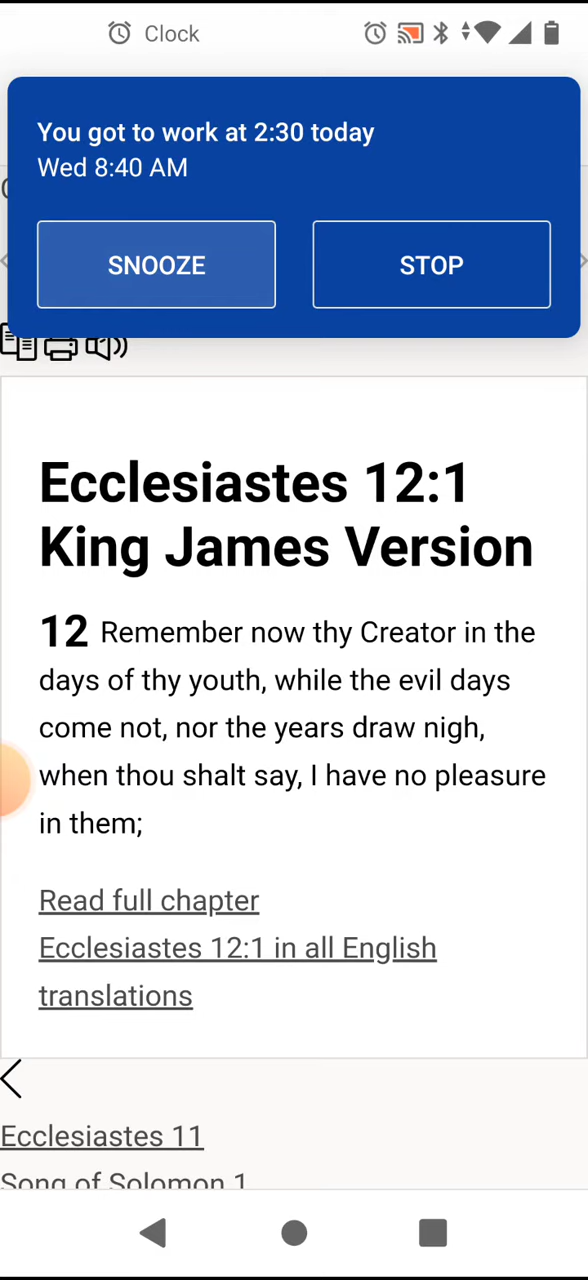 Clock
You got to work at 2:30 today
Wed 8:40 AM
SNOOZE
STOP
Ecclesiastes 12:1
King James Version
12 Remember now thy Creator in the
days of thy youth, while the evil days
come not, nor the years draw nigh,
when thou shalt say, I have no pleasure
in them;
Read full chapter
Ecclesiastes 12:1 in all English
translations
Ecclesiastes 11
Song of Solomon 1